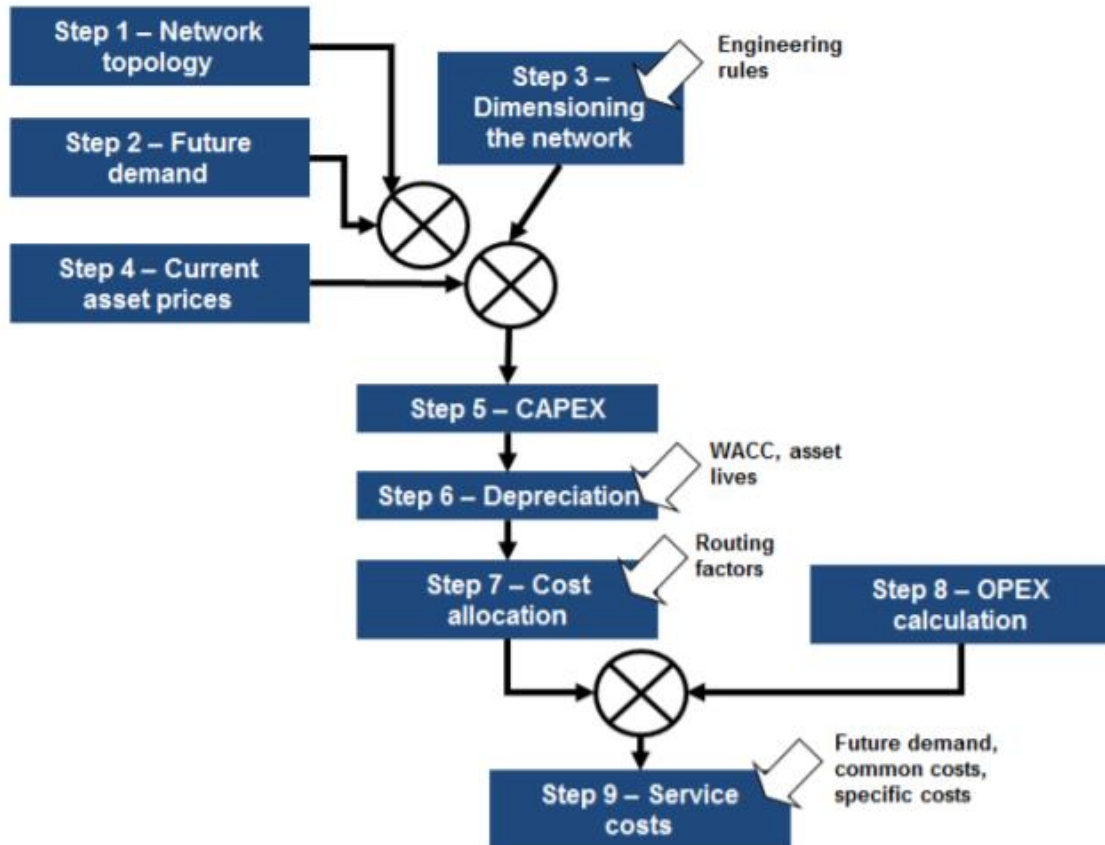 Step 1 – Network
topology
Engineering
rules
Step 3 –
Dimensioning
the network
Step 2 – Future
demand
Step 4 – Current
asset prices
Step 5 – CAPEX
WACC, asset
lives
Step 6 – Depreciation
Routing
factors
Step 7 – Cost
allocation
Step 8 – OPEX
calculation
Future demand,
common costs,
specific costs
Step 9 – Service
costs